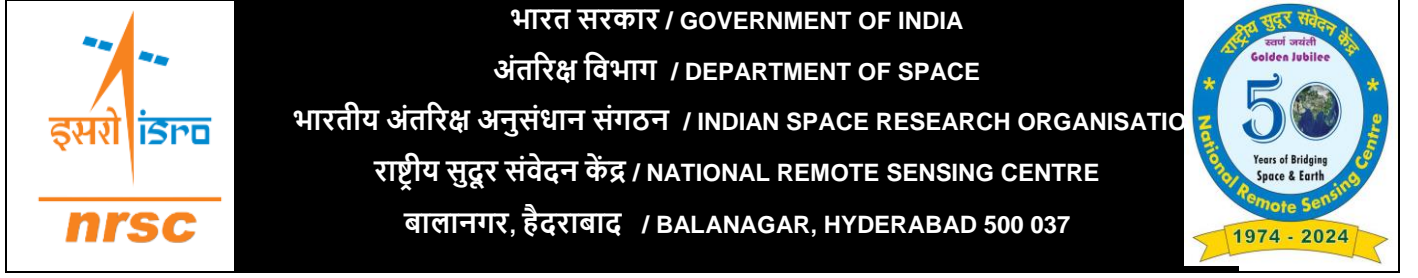 इसरो isro
nrsc
भारत सरकार / GOVERNMENT OF INDIA
अंतरिक्ष विभाग / DEPARTMENT OF SPACE
भारतीय अंतरिक्ष अनुसंधान संगठन / INDIAN SPACE RESEARCH ORGANISATIO
राष्ट्रीय सुदूर संवेदन केंद्र / NATIONAL REMOTE SENSING CENTRE
बालानगर, हैदराबाद / BALANAGAR, HYDERABAD 500 037
राष्ट्रीय सुदूर संवेदन केंद्र
स्वर्ण जयंती
Golden Jubilee
50
Years of Bridging
Space & Earth
National Remote Sensing Centre
1974 - 2024